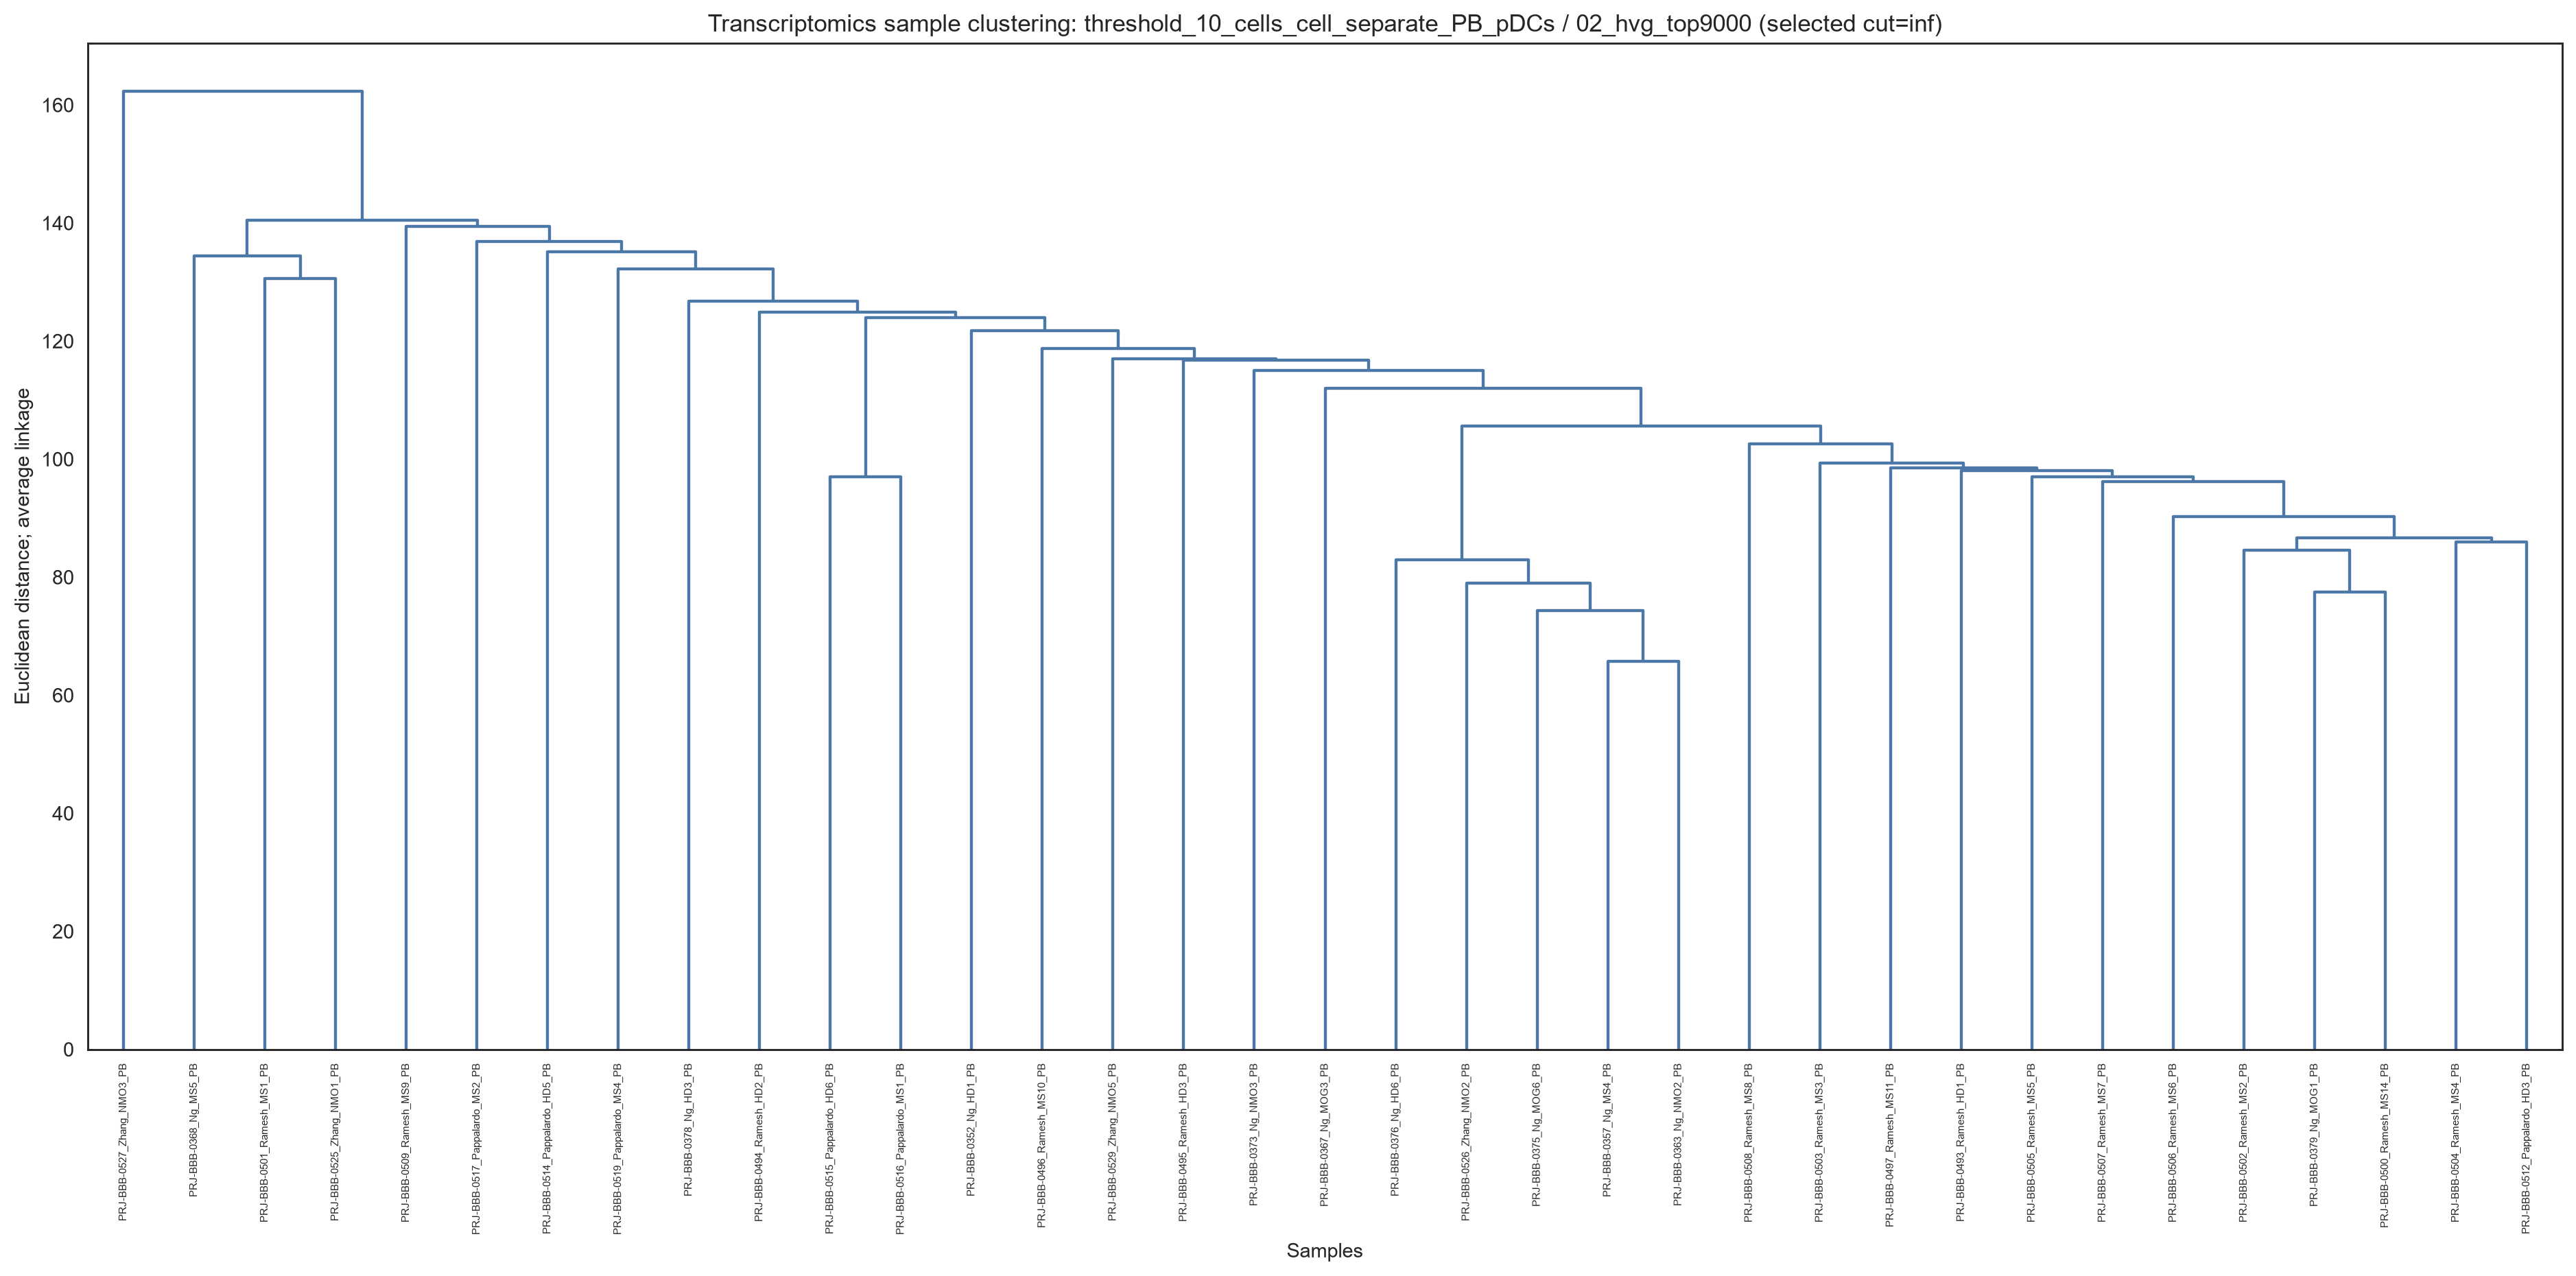 Transcriptomics sample clustering: threshold_10_cells_cell_separate_PB_pDCs / 02_hvg_top9000 (selected cut=inf)
Euclidean distance; average linkage
160
140
120
100
80
60
40
20
0
PRJ-BBB-0527_Zhang_NMO3_PB
PRJ-BBB-0368_Ng_MS5_PB
PRJ-BBB-0501_Ramesh_MS1_PB
PRJ-BBB-0525_Zhang_NMO1_PB
PRJ-BBB-0509_Ramesh_MS9_PB
PRJ-BBB-0517_Pappalardo_MS2_PB
PRJ-BBB-0514_Pappalardo_HD5_PB
PRJ-BBB-0519_Pappalardo_MS4_PB
PRJ-BBB-0378_Ng_HD3_PB
PRJ-BBB-0494_Ramesh_HD2_PB
PRJ-BBB-0515_Pappalardo_HD6_PB
PRJ-BBB-0516_Pappalardo_MS1_PB
PRJ-BBB-0352_Ng_HD1_PB
PRJ-BBB-0496_Ramesh_MS10_PB
PRJ-BBB-0529_Zhang_NMO5_PB
PRJ-BBB-0495_Ramesh_HD3_PB
PRJ-BBB-0373_Ng_NMO3_PB
PRJ-BBB-0367_Ng_MOG3_PB
PRJ-BBB-0376_Ng_HD6_PB
PRJ-BBB-0526_Zhang_NMO2_PB
PRJ-BBB-0375_Ng_MOG6_PB
PRJ-BBB-0357_Ng_MS4_PB
PRJ-BBB-0363_Ng_NMO2_PB
PRJ-BBB-0508_Ramesh_MS8_PB
PRJ-BBB-0503_Ramesh_MS3_PB
PRJ-BBB-0497_Ramesh_MS11_PB
PRJ-BBB-0493_Ramesh_HD1_PB
PRJ-BBB-0505_Ramesh_MS5_PB
PRJ-BBB-0507_Ramesh_MS7_PB
PRJ-BBB-0506_Ramesh_MS6_PB
PRJ-BBB-0502_Ramesh_MS2_PB
PRJ-BBB-0379_Ng_MOG1_PB
PRJ-BBB-0500_Ramesh_MS14_PB
PRJ-BBB-0504_Ramesh_MS4_PB
PRJ-BBB-0512_Pappalardo_HD3_PB
Samples